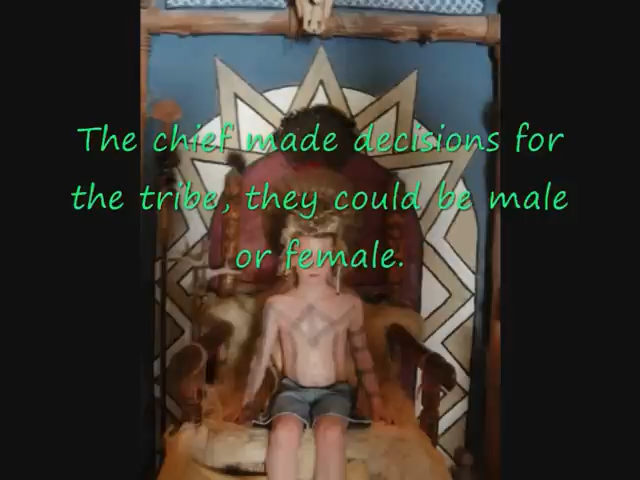 The chief made decisions for
the tribe, they could be male
or female.